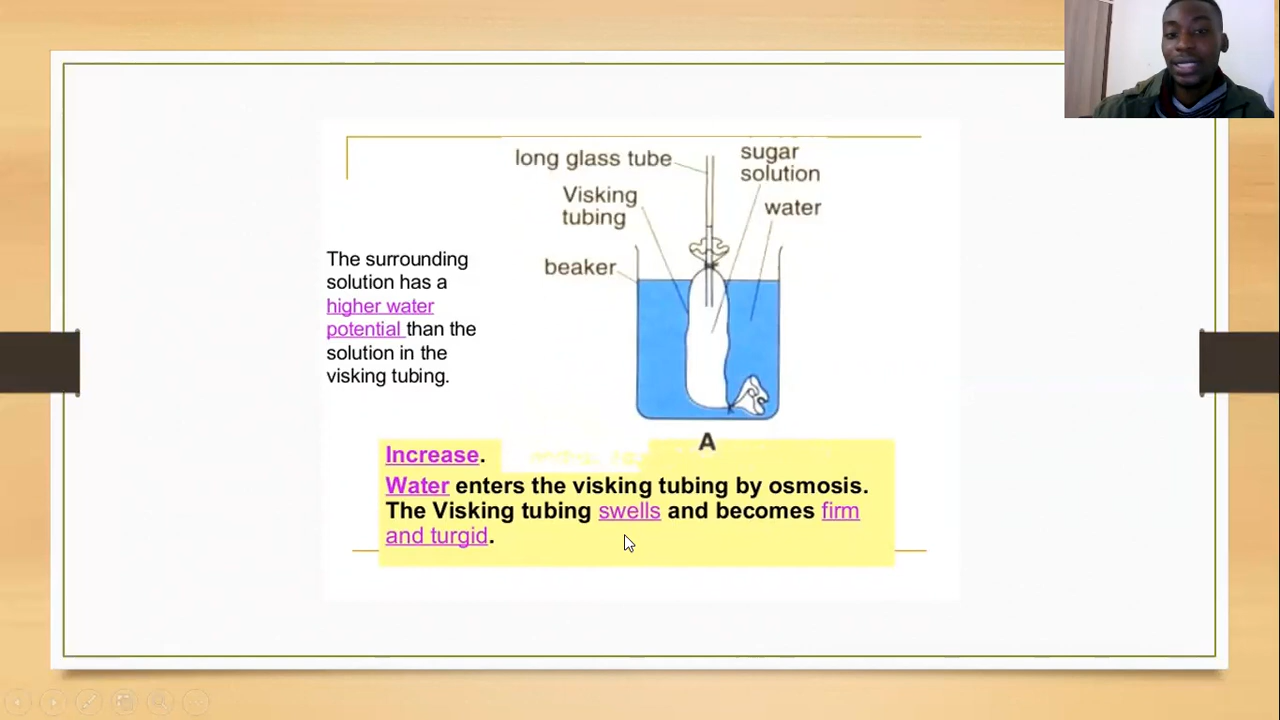 long glass tube
sugar
solution
Visking
tubing
water
beaker
The surrounding
solution has a
higher water
potential than the
solution in the
visking tubing.
A
Increase.
Water enters the visking tubing by osmosis.
The Visking tubing swells and becomes firm
and turgid.